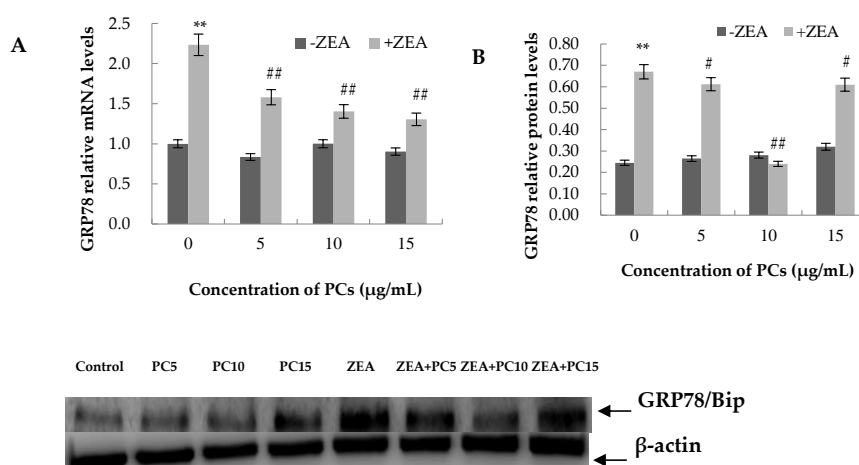 A
GRP78 relative mRNA levels
2.5
2.0
1.5
1.0
0.5
0.0
-ZEA +ZEA
**
##
##
##
0 5 10 15
Concentration of PCs (µg/mL)
B
GRP78 relative protein levels
0.80
0.70
0.60
0.50
0.40
0.30
0.20
0.10
0.00
-ZEA +ZEA
**
#
##
#
0 5 10 15
Concentration of PCs (µg/mL)
Control PC5 PC10 PC15 ZEA ZEA+PC5 ZEA+PC10 ZEA+PC15
GRP78/Bip
β-actin